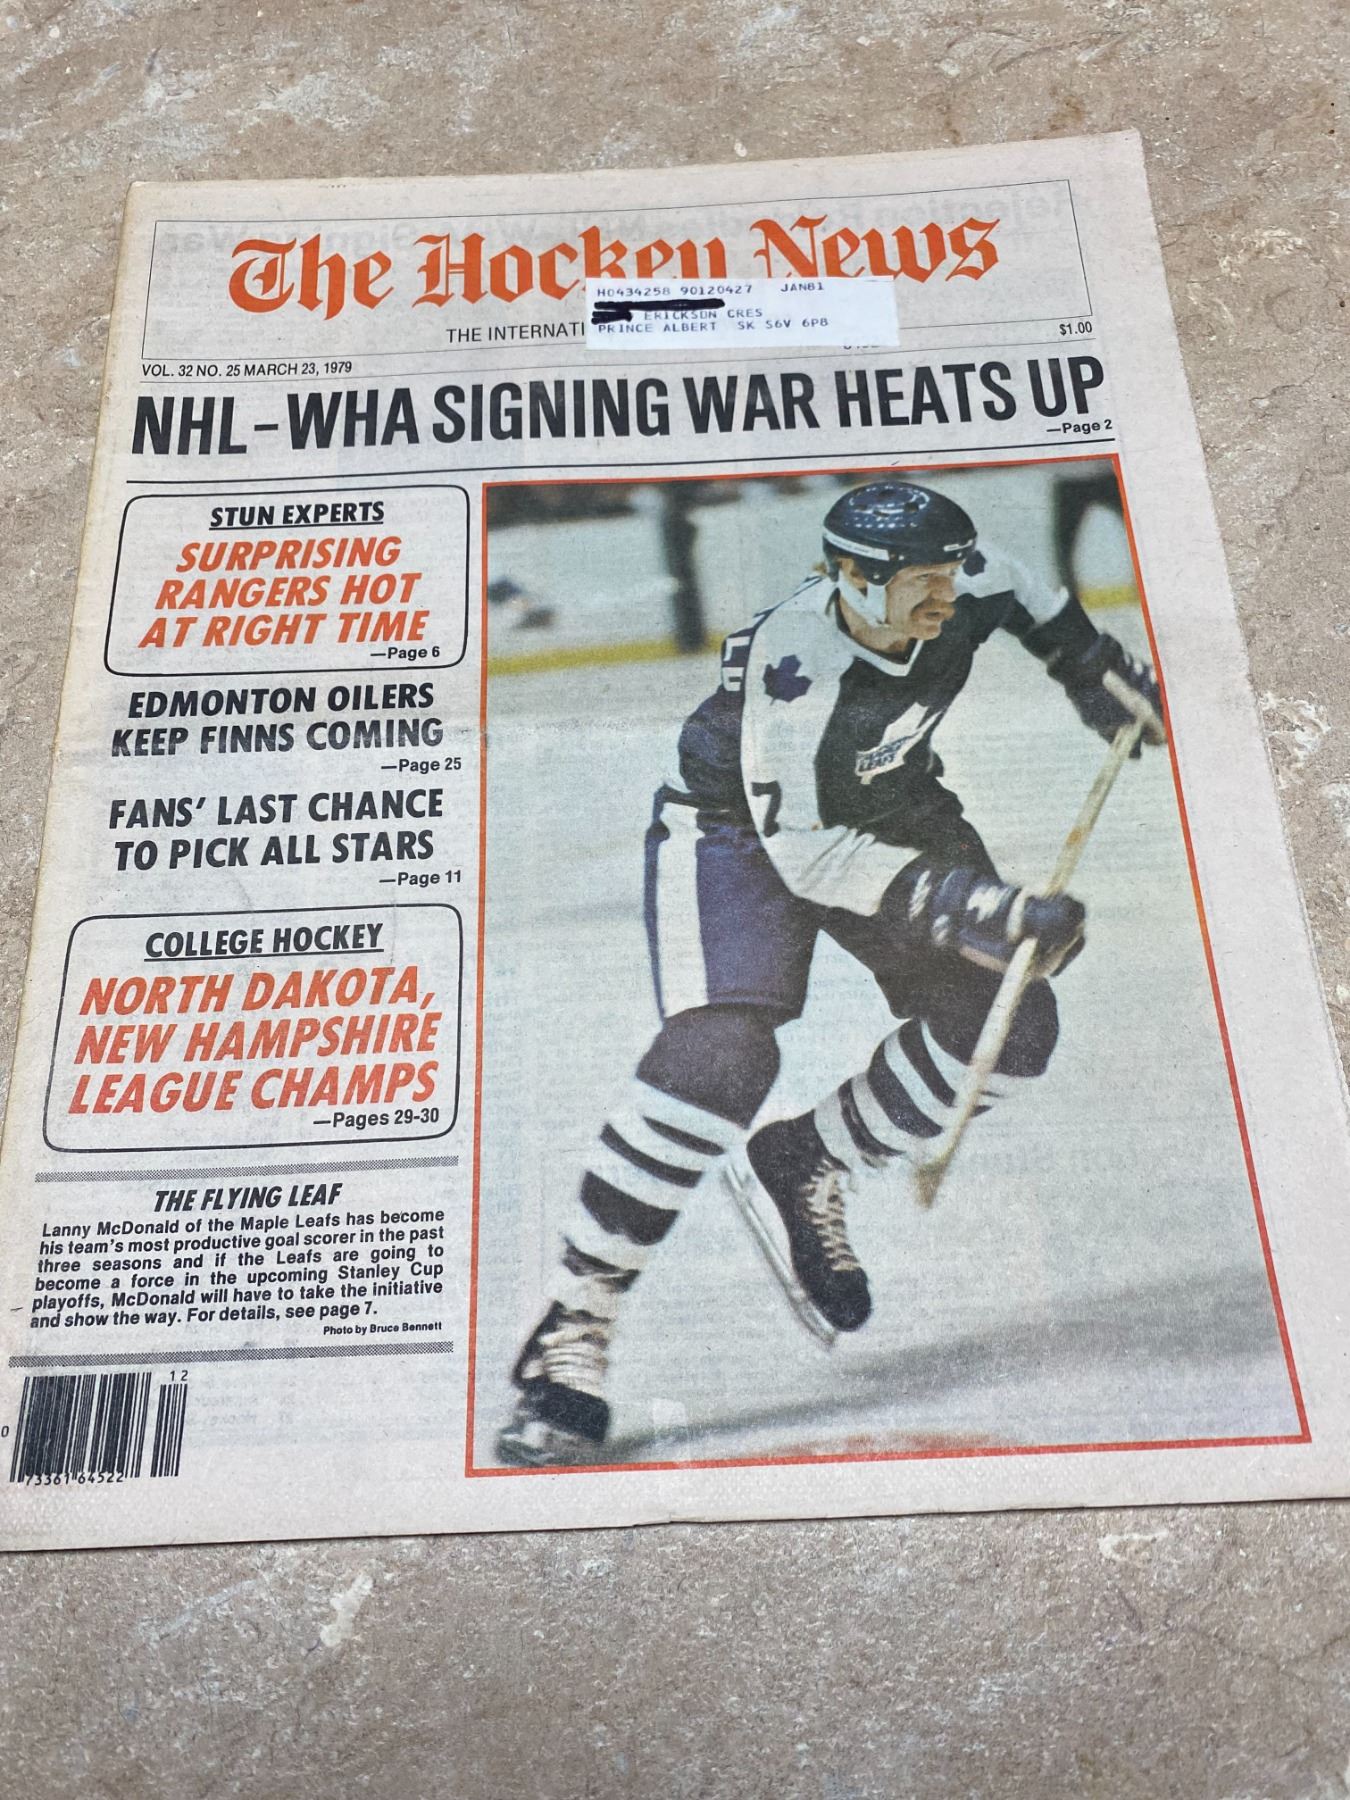 The Hockey News
H0434258 90120427 JAN81
ERICKSON CRES
PRINCE ALBERT SK S6V 6P8
THE INTERNATI
$1.00
VOL. 32 NO. 25 MARCH 23, 1979
NHL-WHA SIGNING WAR HEATS UP
—Page 2
STUN EXPERTS
SURPRISING
RANGERS HOT
AT RIGHT TIME
—Page 6
EDMONTON OILERS
KEEP FINNS COMING
—Page 25
FANS' LAST CHANCE
TO PICK ALL STARS
—Page 11
COLLEGE HOCKEY
NORTH DAKOTA,
NEW HAMPSHIRE
LEAGUE CHAMPS
—Pages 29-30
THE FLYING LEAF
Lanny McDonald of the Maple Leafs has become
his team's most productive goal scorer in the past
three seasons and if the Leafs are going to
become a force in the upcoming Stanley Cup
playoffs, McDonald will have to take the initiative
and show the way. For details, see page 7.
Photo by Bruce Bennett
12
0
73361 64522
7
LEAFS